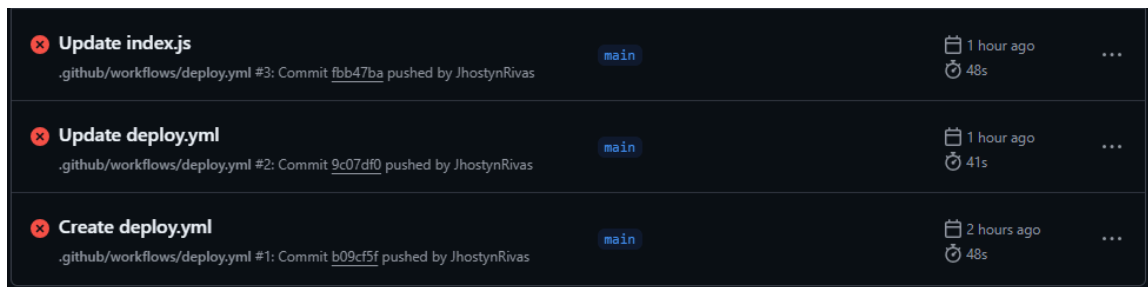 Update index.js
.github/workflows/deploy.yml #3: Commit fbb47ba pushed by JhostynRivas
main
1 hour ago
48s
Update deploy.yml
.github/workflows/deploy.yml #2: Commit 9c07df0 pushed by JhostynRivas
main
1 hour ago
41s
Create deploy.yml
.github/workflows/deploy.yml #1: Commit b09cf5f pushed by JhostynRivas
main
2 hours ago
48s